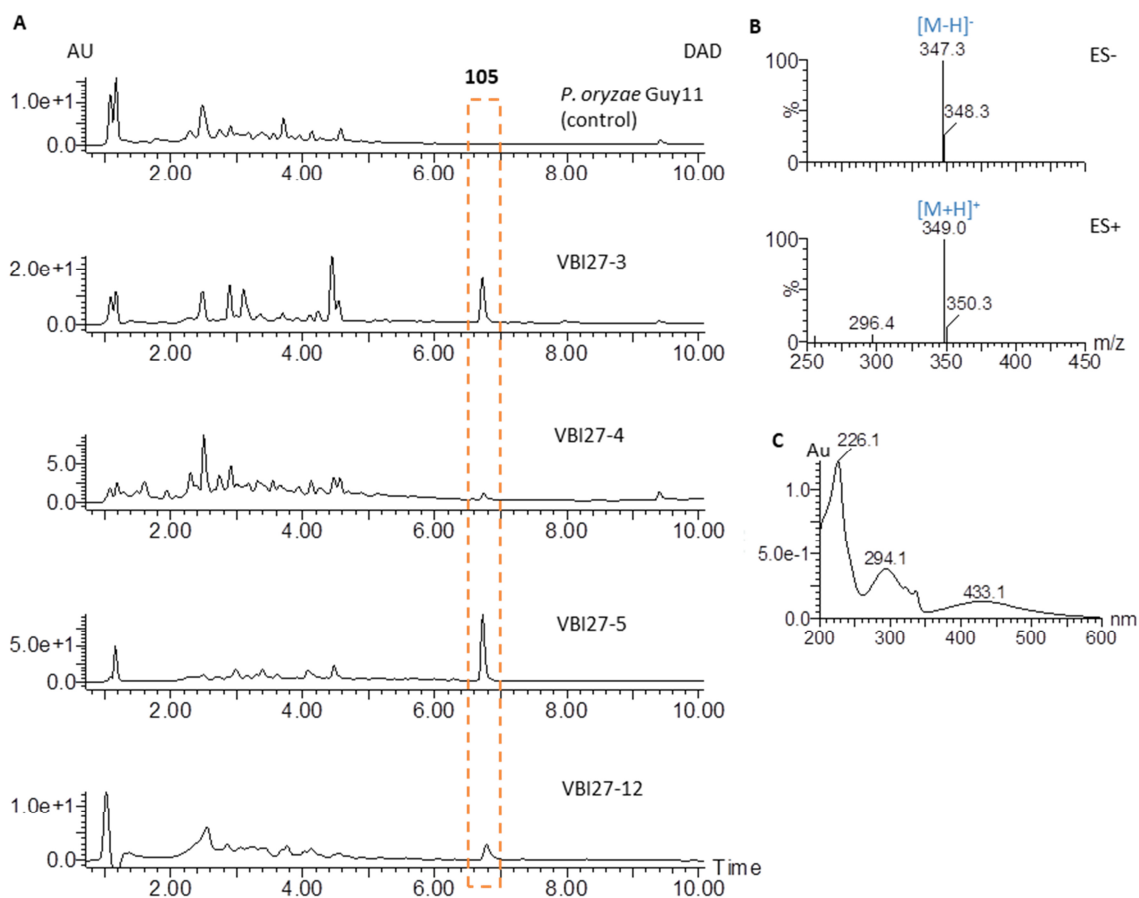 A
AU
DAD
105
P. oryzae Guy11
(control)
1.0e+1
0.0
2.00 4.00 6.00 8.00 10.00
VBI27-3
2.0e+1
0.0
2.00 4.00 6.00 8.00 10.00
VBI27-4
5.0
0.0
2.00 4.00 6.00 8.00 10.00
VBI27-5
5.0e+1
0.0
2.00 4.00 6.00 8.00 10.00
VBI27-12
1.0e+1
0.0
Time
2.00 4.00 6.00 8.00 10.00
B
[M-H]-
347.3
ES-
100
%
348.3
0
[M+H]+
349.0
ES+
100
%
296.4
350.3
0
m/z
250 300 350 400 450
C
Au
226.1
1.0
5.0e-1
294.1
433.1
0.0
nm
200 300 400 500 600